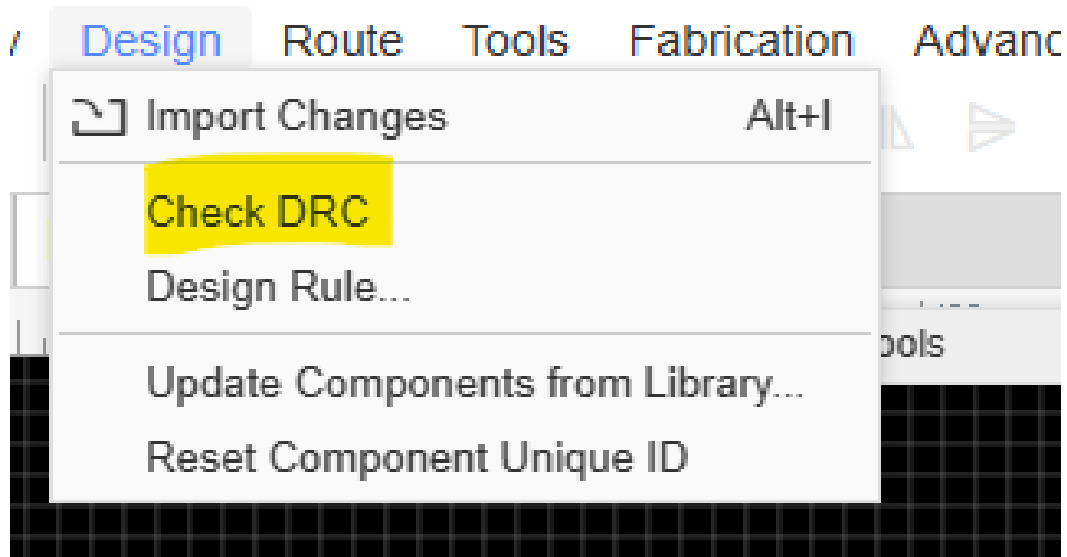 Design Route Tools Fabrication
Import Changes Alt+I
Check DRC
Design Rule...
Update Components from Library...
Reset Component Unique ID